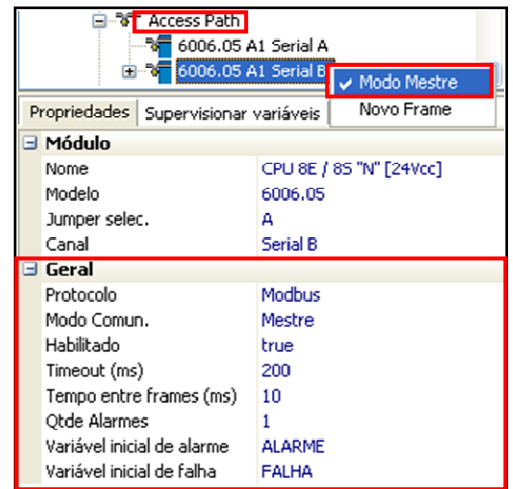 Access Path
6006.05 A1 Serial A
6006.05 A1 Serial B
Modo Mestre
Novo Frame
Propriedades Supervisionar variáveis
Módulo
Nome CPU 8E / 8S "N" [24Vcc]
Modelo 6006.05
Jumper selec. A
Canal Serial B
Geral
Protocolo Modbus
Modo Comun. Mestre
Habilitado true
Timeout (ms) 200
Tempo entre frames (ms) 10
Qtde Alarmes 1
Variável inicial de alarme ALARME
Variável inicial de falha FALHA